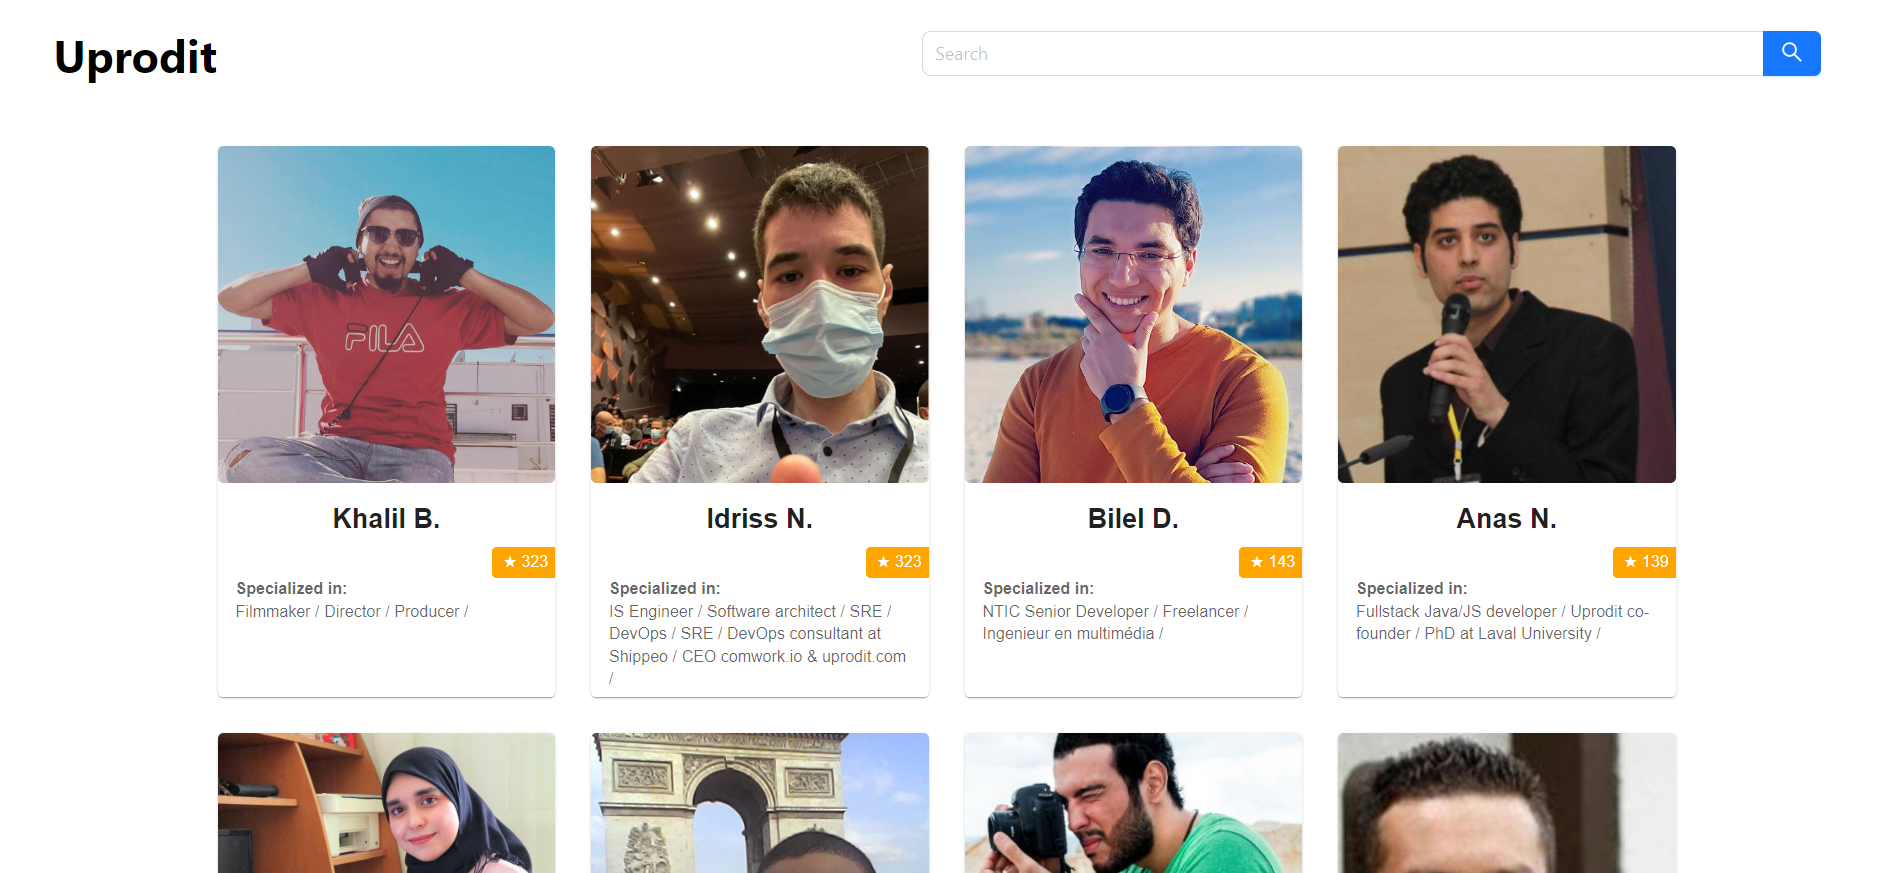 Uprodit
Search
FILA
Khalil B.
★ 323
Specialized in:
Filmmaker / Director / Producer /
Idriss N.
★ 323
Specialized in:
IS Engineer / Software architect / SRE /
DevOps / SRE / DevOps consultant at
Shippeo / CEO comwork.io & uprodit.com
/
Bilel D.
★ 143
Specialized in:
NTIC Senior Developer / Freelancer /
Ingenieur en multimédia /
Anas N.
★ 139
Specialized in:
Fullstack Java/JS developer / Uprodit co-
founder / PhD at Laval University /